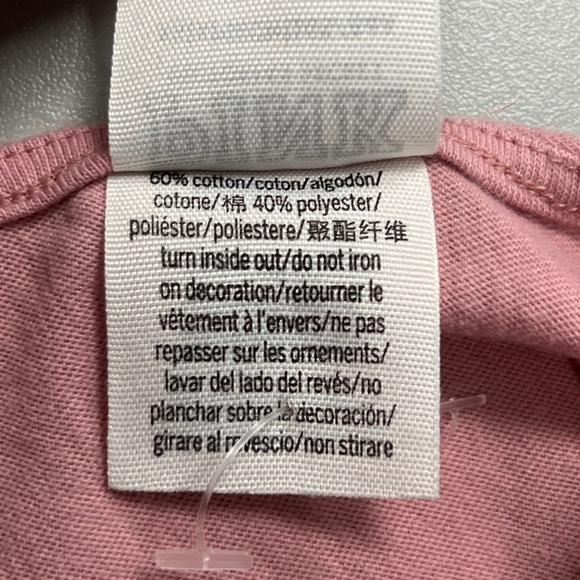 60% cotton/coton/algodón/
cotone/棉 40% polyester/
poliéster/poliestere/聚酯纤维
turn inside out/do not iron
on decoration/retourner le
vêtement à l'envers/ne pas
repasser sur les ornements/
lavar del lado del revés/no
planchar sobre la decoración/
girare al rovescio/non stirare